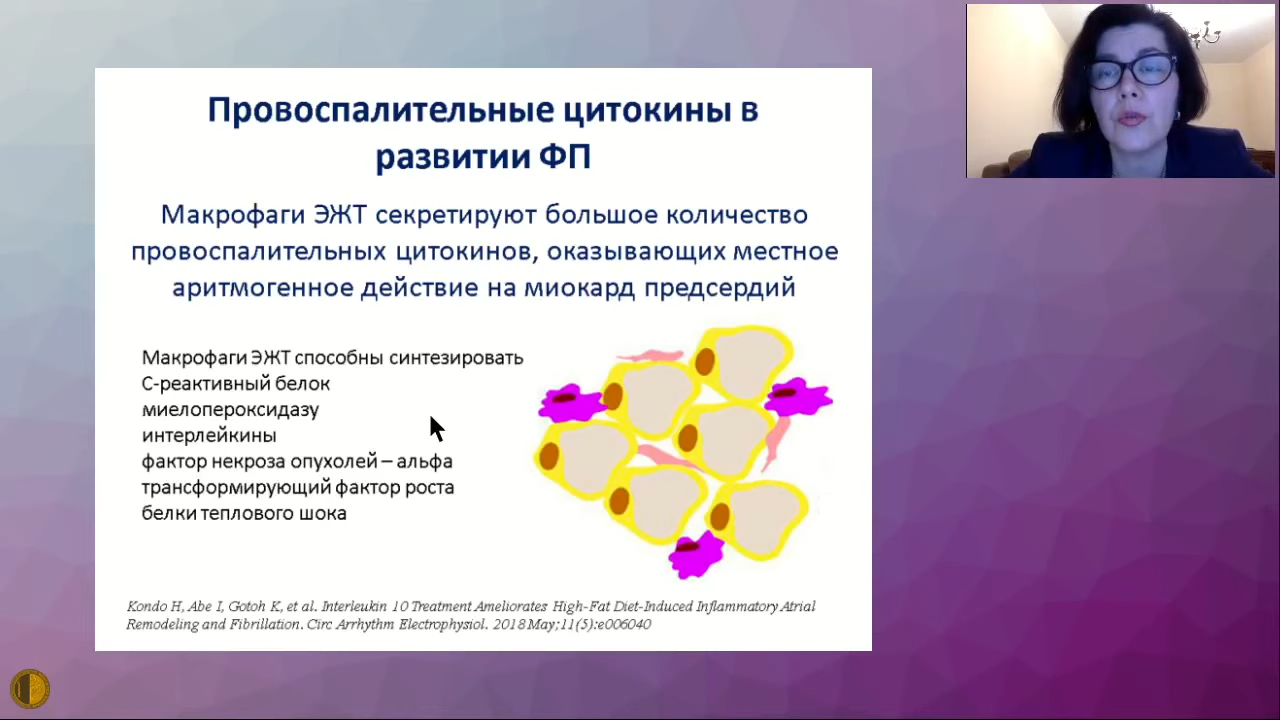 Провоспалительные цитокины в
развитии ФП
Макрофаги ЭЖТ секретируют большое количество
провоспалительных цитокинов, оказывающих местное
аритмогенное действие на миокард предсердий
Макрофаги ЭЖТ способны синтезировать
С-реактивный белок
миелопероксидазу
интерлейкины
фактор некроза опухолей – альфа
трансформирующий фактор роста
белки теплового шока
Kondo H, Abe I, Gotoh K, et al. Interleukin 10 Treatment Ameliorates High-Fat Diet-Induced Inflammatory Atrial
Remodeling and Fibrillation. Circ Arrhythm Electrophysiol. 2018 May;11(5):e006040